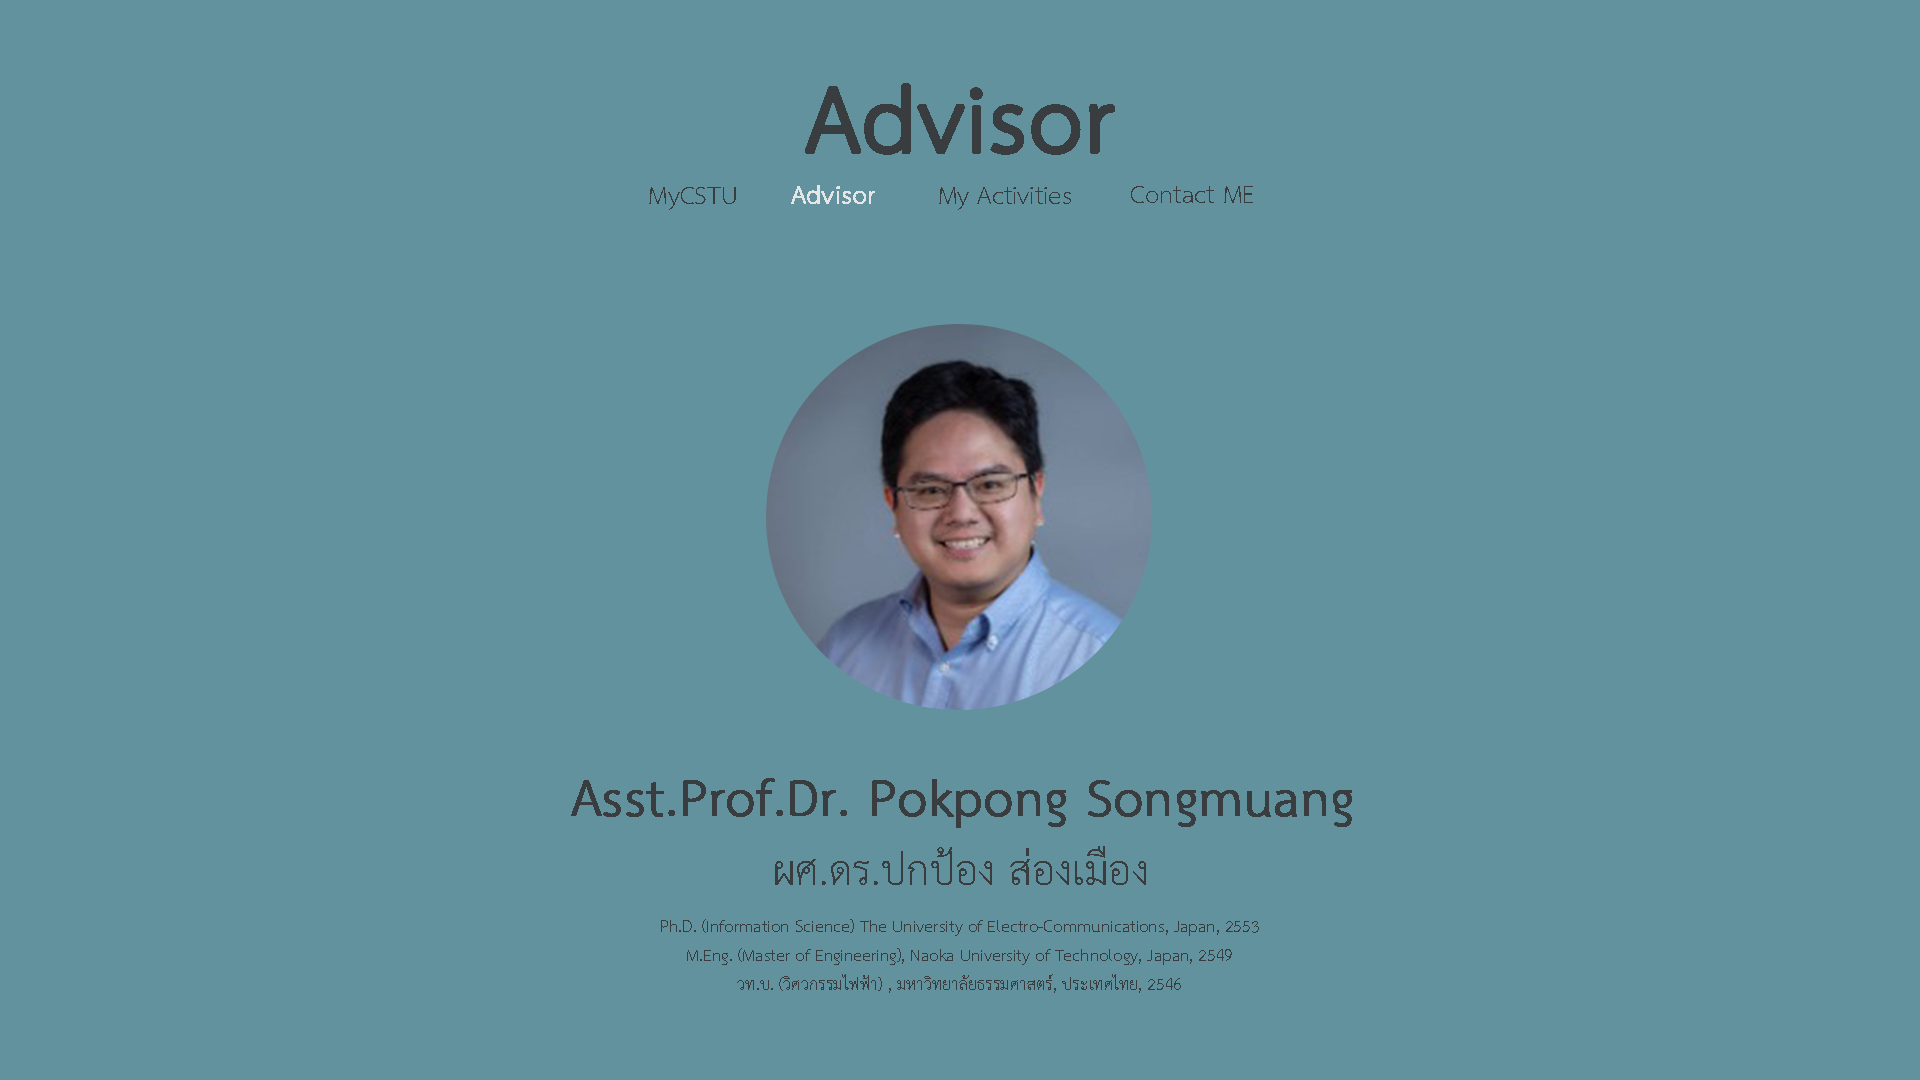 Advisor
MyCSTU Advisor My Activities Contact ME
Asst.Prof.Dr. Pokpong Songmuang
ผศ.ดร.ปกป้อง ส่องเมือง
Ph.D. (Information Science) The University of Electro-Communications, Japan, 2553
M.Eng. (Master of Engineering), Naoka University of Technology, Japan, 2549
วท.บ. (วิศวกรรมไฟฟ้า) , มหาวิทยาลัยธรรมศาสตร์, ประเทศไทย, 2546